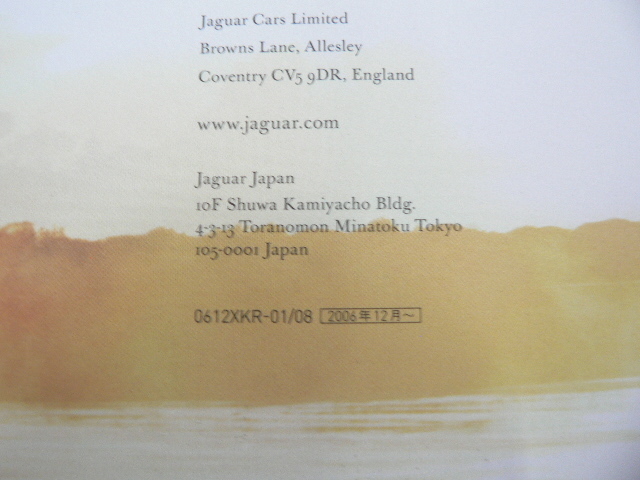 Jaguar Cars Limited
Browns Lane, Allesley
Coventry CV5 9DR, England
www.jaguar.com
Jaguar Japan
10F Shuwa Kamiyacho Bldg.
4-3-13 Toranomon Minatoku Tokyo
105-0001 Japan
0612XKR-01/08 2006年12月〜